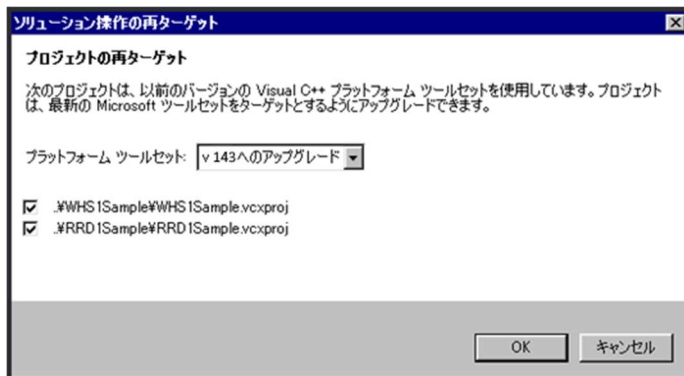 ソリューション操作の再ターゲット
プロジェクトの再ターゲット
次のプロジェクトは、以前のバージョンの Visual C++ プラットフォーム ツールセットを使用しています。プロジェクト
は、最新の Microsoft ツールセットをターゲットとするようにアップグレードできます。
プラットフォーム ツールセット: v 143へのアップグレード
.¥WHS1Sample¥WHS1Sample.vcxproj
.¥RRD1Sample¥RRD1Sample.vcxproj
OK キャンセル